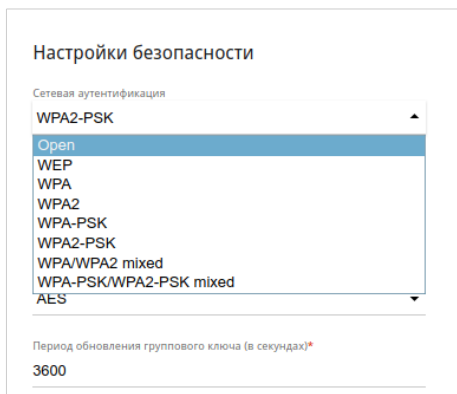 Настройки безопасности
Сетевая аутентификация
WPA2-PSK
Open
WEP
WPA
WPA2
WPA-PSK
WPA2-PSK
WPA/WPA2 mixed
WPA-PSK/WPA2-PSK mixed
AES
Период обновления группового ключа (в секундах)*
3600